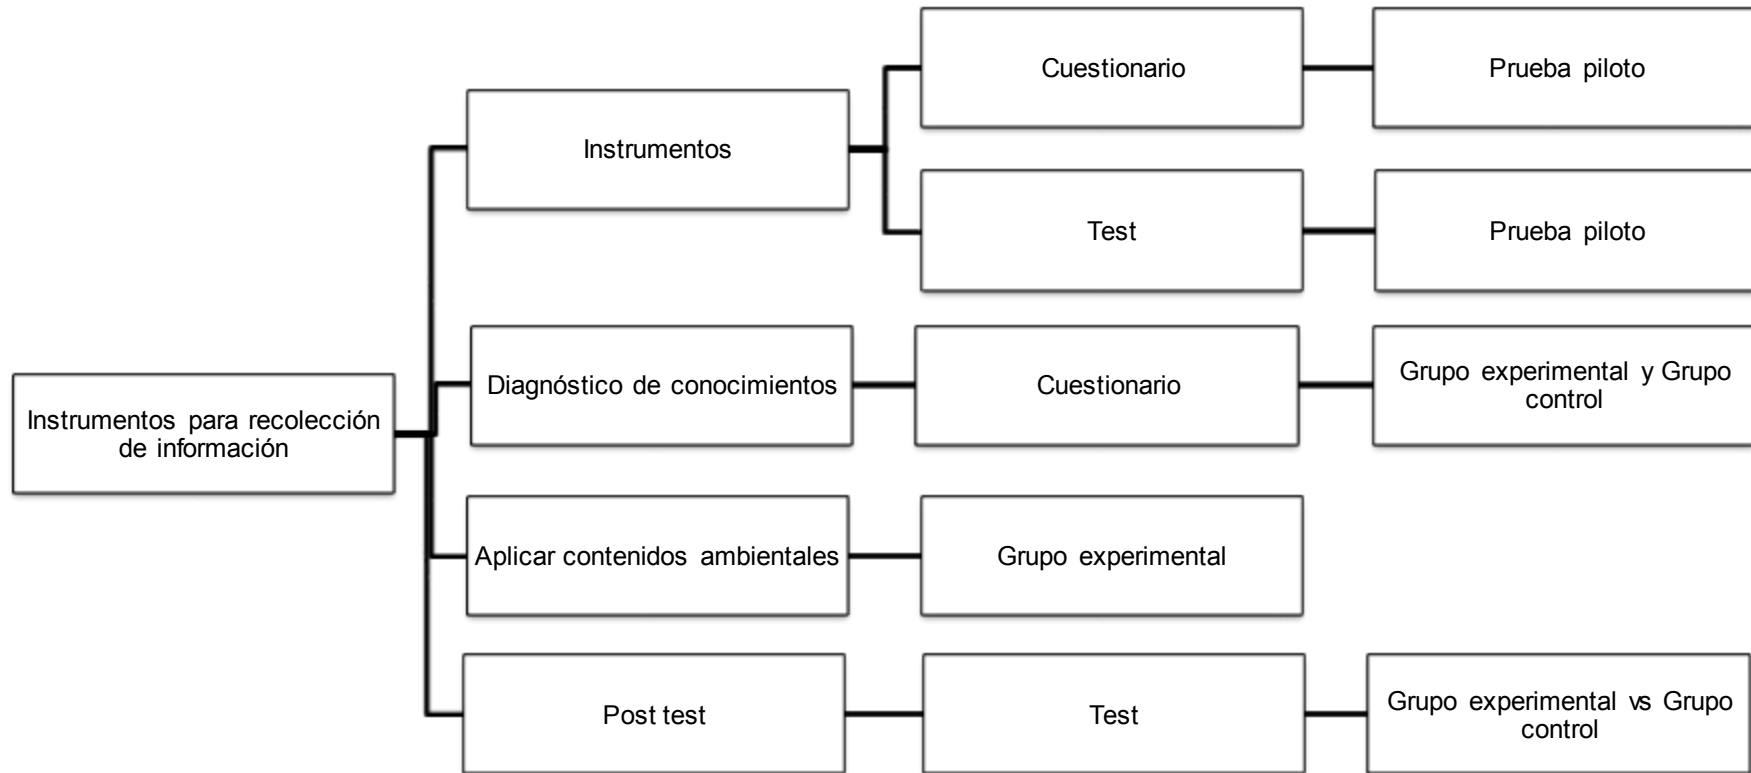 Cuestionario
Prueba piloto
Instrumentos
Test
Prueba piloto
Instrumentos para recolección
de información
Diagnóstico de conocimientos
Cuestionario
Grupo experimental y Grupo
control
Aplicar contenidos ambientales
Grupo experimental
Post test
Test
Grupo experimental vs Grupo
control